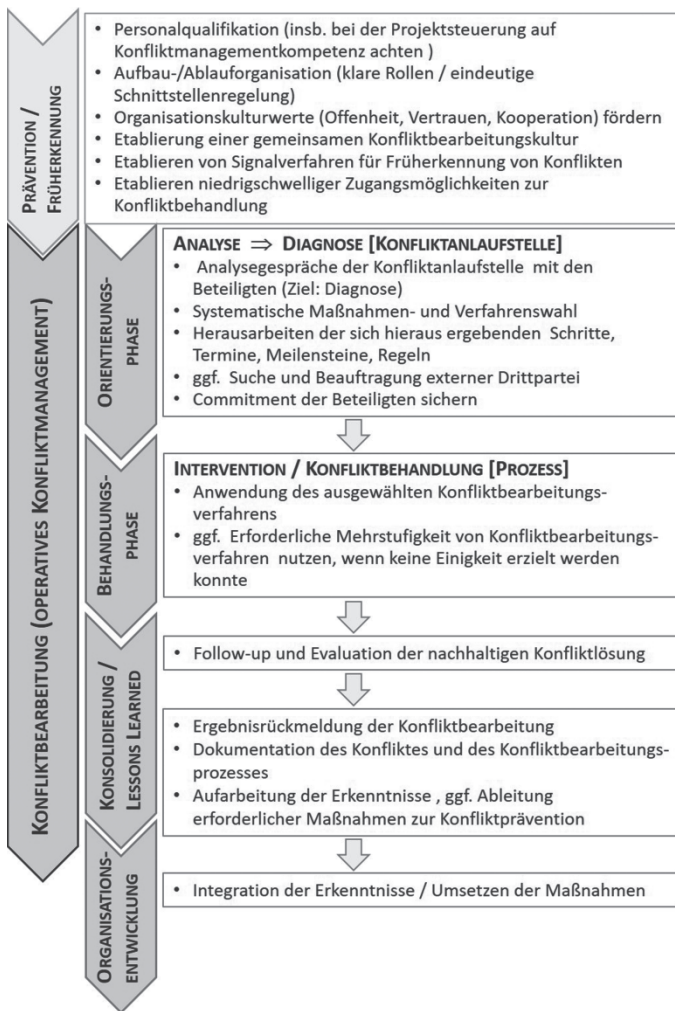 PRÄVENTION /
FRÜHERKENNUNG
• Personalqualifikation (insb. bei der Projektsteuerung auf
Konfliktmanagementkompetenz achten )
• Aufbau-/Ablauforganisation (klare Rollen / eindeutige
Schnittstellenregelung)
• Organisationskulturwerte (Offenheit, Vertrauen, Kooperation) fördern
• Etablierung einer gemeinsamen Konfliktbearbeitungskultur
• Etablieren von Signalverfahren für Früherkennung von Konflikten
• Etablieren niedrigschwelliger Zugangsmöglichkeiten zur
Konfliktbehandlung
KONFLIKTBEARBEITUNG (OPERATIVES KONFLIKTMANAGEMENT)
ORIENTIERUNGS-
PHASE
ANALYSE ⇒ DIAGNOSE [KONFLIKTANLAUFSTELLE]
• Analysegespräche der Konfliktanlaufstelle mit den
Beteiligten (Ziel: Diagnose)
• Systematische Maßnahmen- und Verfahrenswahl
• Herausarbeiten der sich hieraus ergebenden Schritte,
Termine, Meilensteine, Regeln
• ggf. Suche und Beauftragung externer Drittpartei
• Commitment der Beteiligten sichern
BEHANDLUNGS-
PHASE
INTERVENTION / KONFLIKTBEHANDLUNG [PROZESS]
• Anwendung des ausgewählten Konfliktbearbeitungs-
verfahrens
• ggf. Erforderliche Mehrstufigkeit von Konfliktbearbeitungs-
verfahren nutzen, wenn keine Einigkeit erzielt werden
konnte
KONSOLIDIERUNG /
LESSONS LEARNED
• Follow-up und Evaluation der nachhaltigen Konfliktlösung
• Ergebnisrückmeldung der Konfliktbearbeitung
• Dokumentation des Konfliktes und des Konfliktbearbeitungs-
prozesses
• Aufarbeitung der Erkenntnisse , ggf. Ableitung
erforderlicher Maßnahmen zur Konfliktprävention
ORGANISATIONS-
ENTWICKLUNG
• Integration der Erkenntnisse / Umsetzen der Maßnahmen